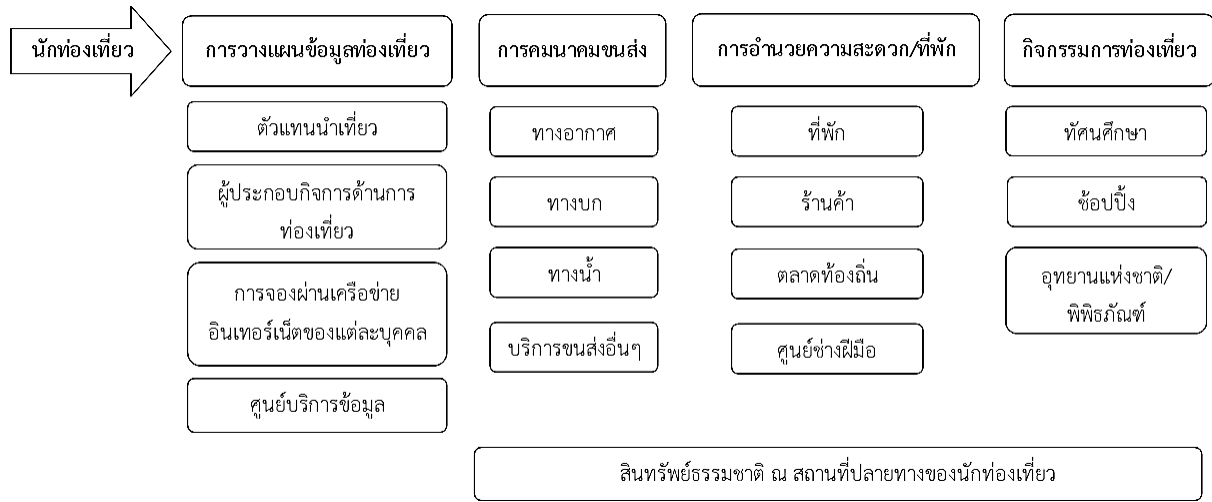 นักท่องเที่ยว
การวางแผนข้อมูลท่องเที่ยว
การคมนาคมขนส่ง
การอำนวยความสะดวก/ที่พัก
กิจกรรมการท่องเที่ยว
ตัวแทนนำเที่ยว
ผู้ประกอบกิจการด้านการ
ท่องเที่ยว
การจองผ่านเครือข่าย
อินเทอร์เน็ตของแต่ละบุคคล
ศูนย์บริการข้อมูล
ทางอากาศ
ทางบก
ทางน้ำ
บริการขนส่งอื่นๆ
ที่พัก
ร้านค้า
ตลาดท้องถิ่น
ศูนย์ช่างฝีมือ
ทัศนศึกษา
ช้อปปิ้ง
อุทยานแห่งชาติ/
พิพิธภัณฑ์
สินทรัพย์ธรรมชาติ ณ สถานที่ปลายทางของนักท่องเที่ยว